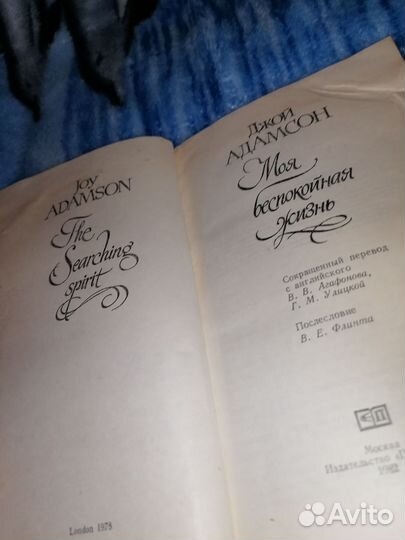 Joy
ADAMSON
The
Searching
spirit
London 1978
Джой
АДАМСОН
Моя
беспокойная
жизнь
Сокращенный перевод
с английского
В. В. Агафонова,
Г. М. Улицкой
Послесловие
В. Е. Флинта
Москва
Издательство
1982
Avito